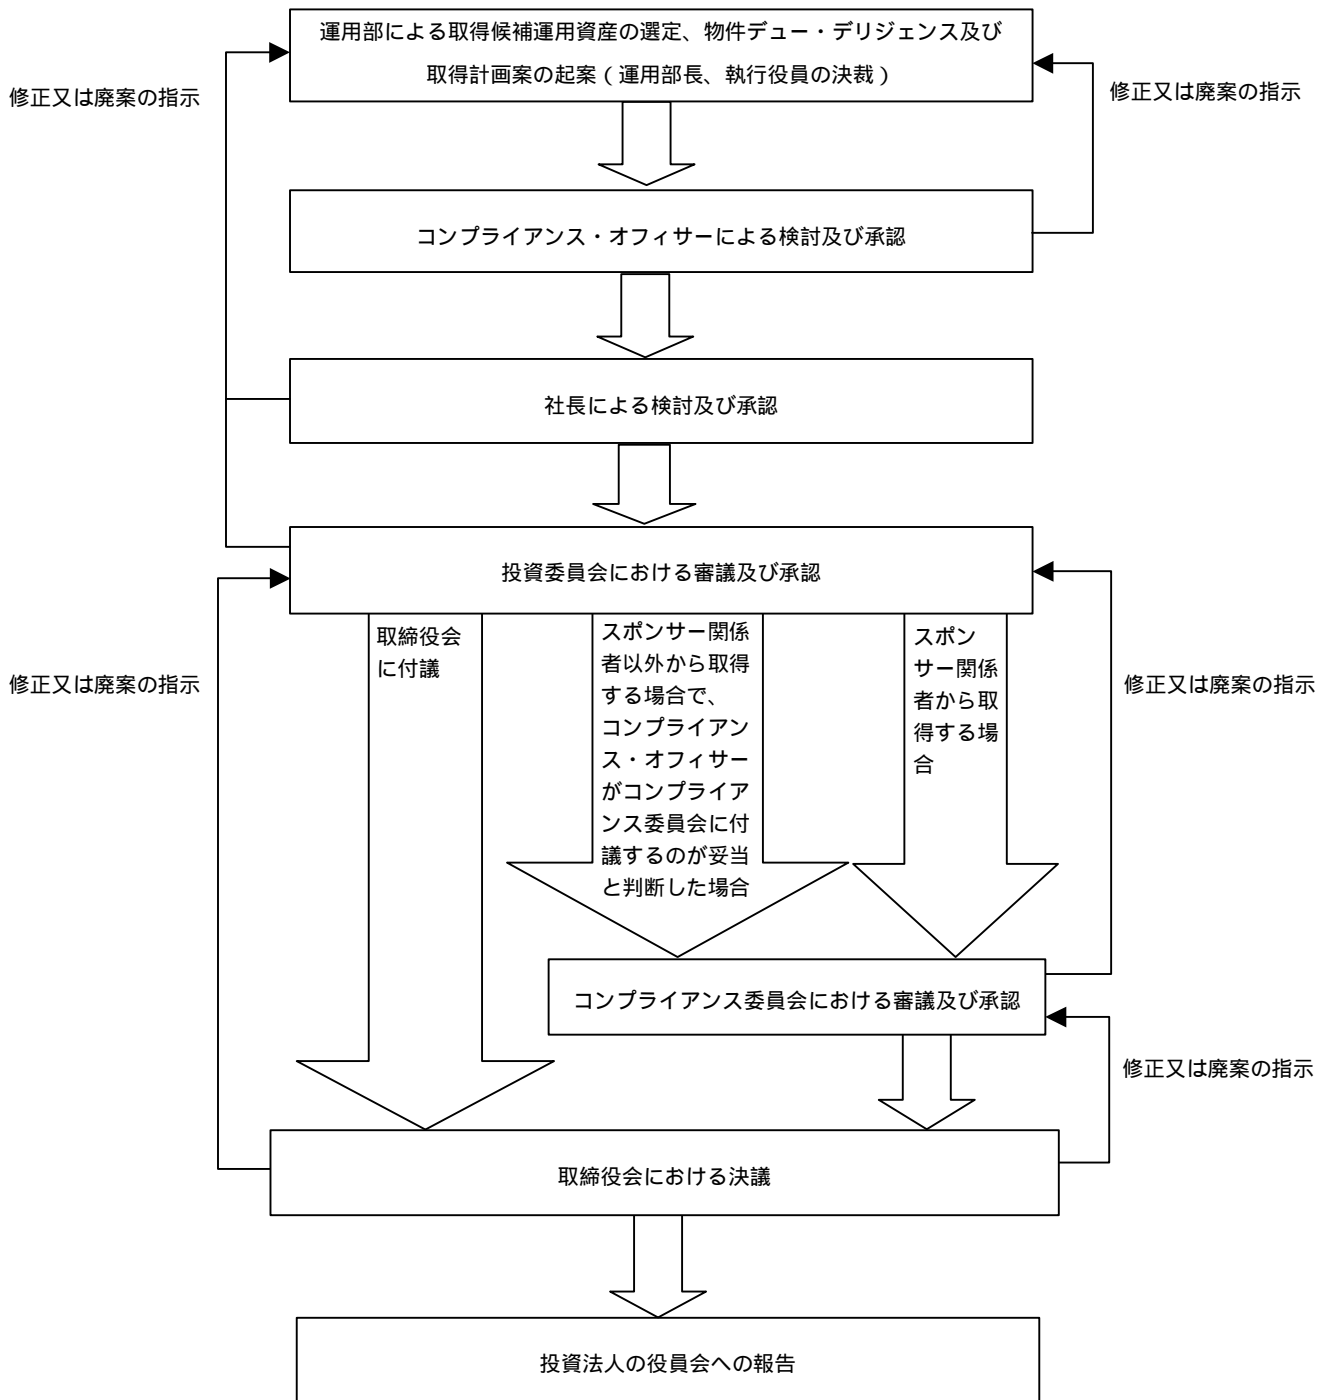 運用部による取得候補運用資産の選定、物件デュー・デリジェンス及び
取得計画案の起案（運用部長、執行役員の決裁）
修正又は廃案の指示
修正又は廃案の指示
コンプライアンス・オフィサーによる検討及び承認
社長による検討及び承認
投資委員会における審議及び承認
取締役会
に付議
スポンサー関係
者以外から取得
する場合で、
コンプライアン
ス・オフィサー
がコンプライア
ンス委員会に付
議するのが妥当
と判断した場合
スポン
サー関係
者から取
得する場
合
修正又は廃案の指示
修正又は廃案の指示
コンプライアンス委員会における審議及び承認
修正又は廃案の指示
取締役会における決議
投資法人の役員会への報告